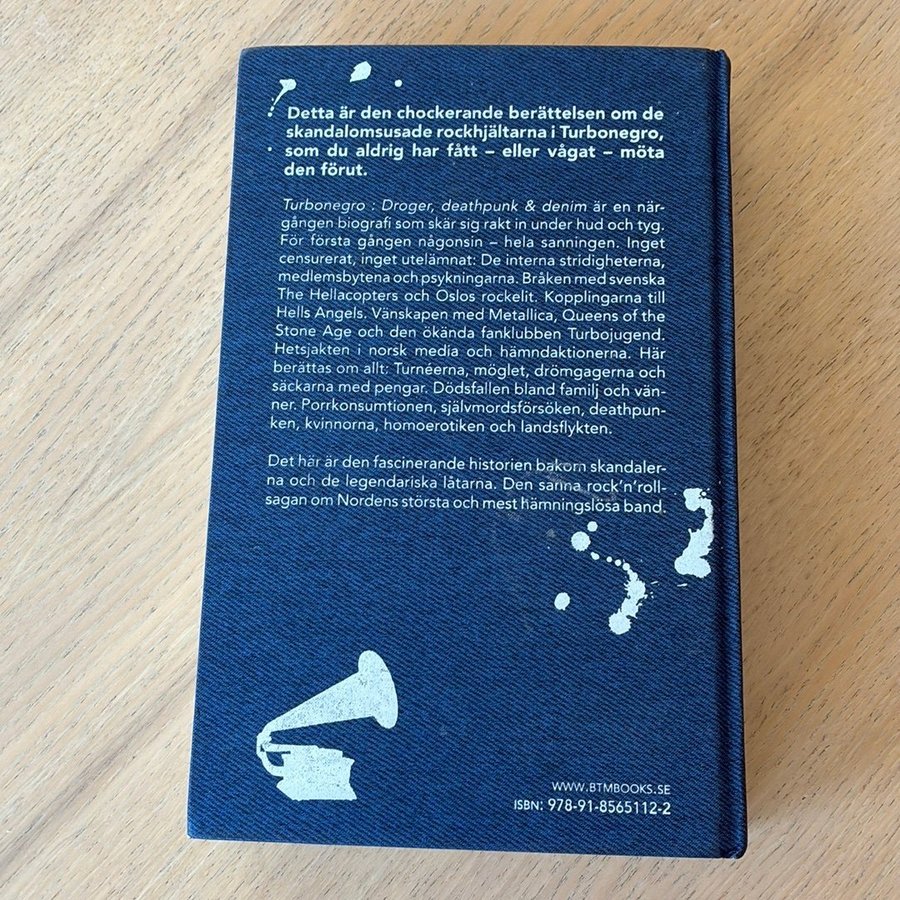 Detta är den chockerande berättelsen om de
skandalomsusade rockhjältarna i Turbonegro,
som du aldrig har fått – eller vågat – möta
den förut.
Turbonegro : Droger, deathpunk & denim är en när-
gången biografi som skär sig rakt in under hud och tyg.
För första gången någonsin – hela sanningen. Inget
censurerat, inget utelämnat: De interna stridigheterna,
medlemsbytena och psykningarna. Bråken med svenska
The Hellacopters och Oslos rockelit. Kopplingarna till
Hells Angels. Vänskapen med Metallica, Queens of the
Stone Age och den ökända fanklubben Turbojugend.
Hetsjakten i norsk media och hämndaktionerna. Här
berättas om allt: Turnéerna, möglet, drömgagerna och
säckarna med pengar. Dödsfallen bland familj och vän-
ner. Porrkonsumtionen, självmordsförsöken, deathpun-
ken, kvinnorna, homoerotiken och landsflykten.
Det här är den fascinerande historien bakom skandaler-
na och de legendariska låtarna. Den sanna rock'n'roll-
sagan om Nordens största och mest hämningslösa band.
WWW.BTMBOOKS.SE
ISBN: 978-91-8565112-2